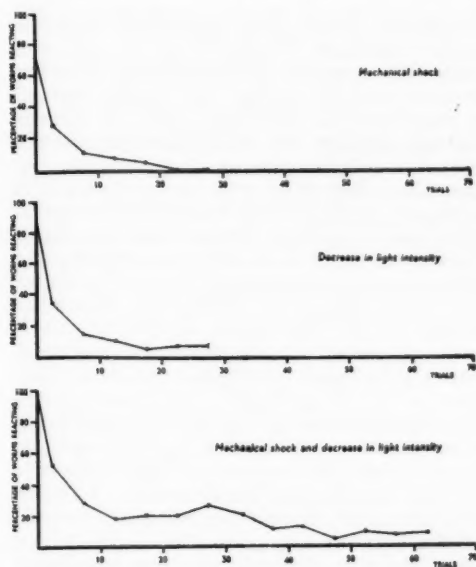 100
80
60
40
20
PERCENTAGE OF WORMS REACTING
Mechanical shock
10 20 30 40 50 60 70
TRIALS
100
80
60
40
20
PERCENTAGE OF WORMS REACTING
Decrease in light intensity
10 20 30 40 50 60 70
TRIALS
100
80
60
40
20
PERCENTAGE OF WORMS REACTING
Mechanical shock and decrease in light intensity
10 20 30 40 50 60 70
TRIALS